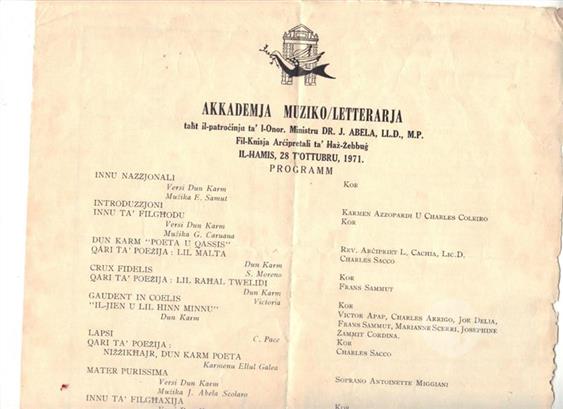 AKKADEMJA MUZIKO/LETTERARJA
taħt il-patroċinju ta' l-Onor. Ministru DR. J. ABELA, LL.D., M.P.
Fil-Knisja Arċipretali ta' Ħaż-Żebbuġ
IL-ĦAMIS, 28 T'OTTUBRU, 1971.
PROGRAMM
INNU NAZZJONALI Kor
Versi Dun Karm
Mużika E. Samut
INTRODUZZJONI KARMEN AZZOPARDI U CHARLES COLEIRO
INNU TA' FILGĦODU Kor
Versi Dun Karm
Mużika G. Caruana
DUN KARM "POETA U QASSIS" REV. ARĊIPRIET L. CACHIA, LIC.D.
QARI TA' POEŻIJA: LIL MALTA CHARLES SACCO
Dun Karm
CRUX FIDELIS S. Moreno KOR
QARI TA' POEŻIJA: LIL RAĦAL TWELIDI FRANS SAMMUT
Dun Karm
GAUDENT IN COELIS Victoria Kor
"IL-JIEN U LIL HINN MINNU" VICTOR APAP, CHARLES ARRIGO, JOE DELIA,
Dun Karm FRANS SAMMUT, MARIANNE SCERRI, JOSEPHINE
ZAMMIT CORDINA.
LAPSI C. Pace KOR
QARI TA' POEŻIJA: CHARLES SACCO
NIŻŻIKĦAJR, DUN KARM POETA
Karmenu Ellul Galea
MATER PURISSIMA SOPRANO ANTOINETTE MIGGIANI
Versi Dun Karm
Mużika J. Abela Scolaro
INNU TA' FILGĦAXIJA KOR
Versi Dun Karm